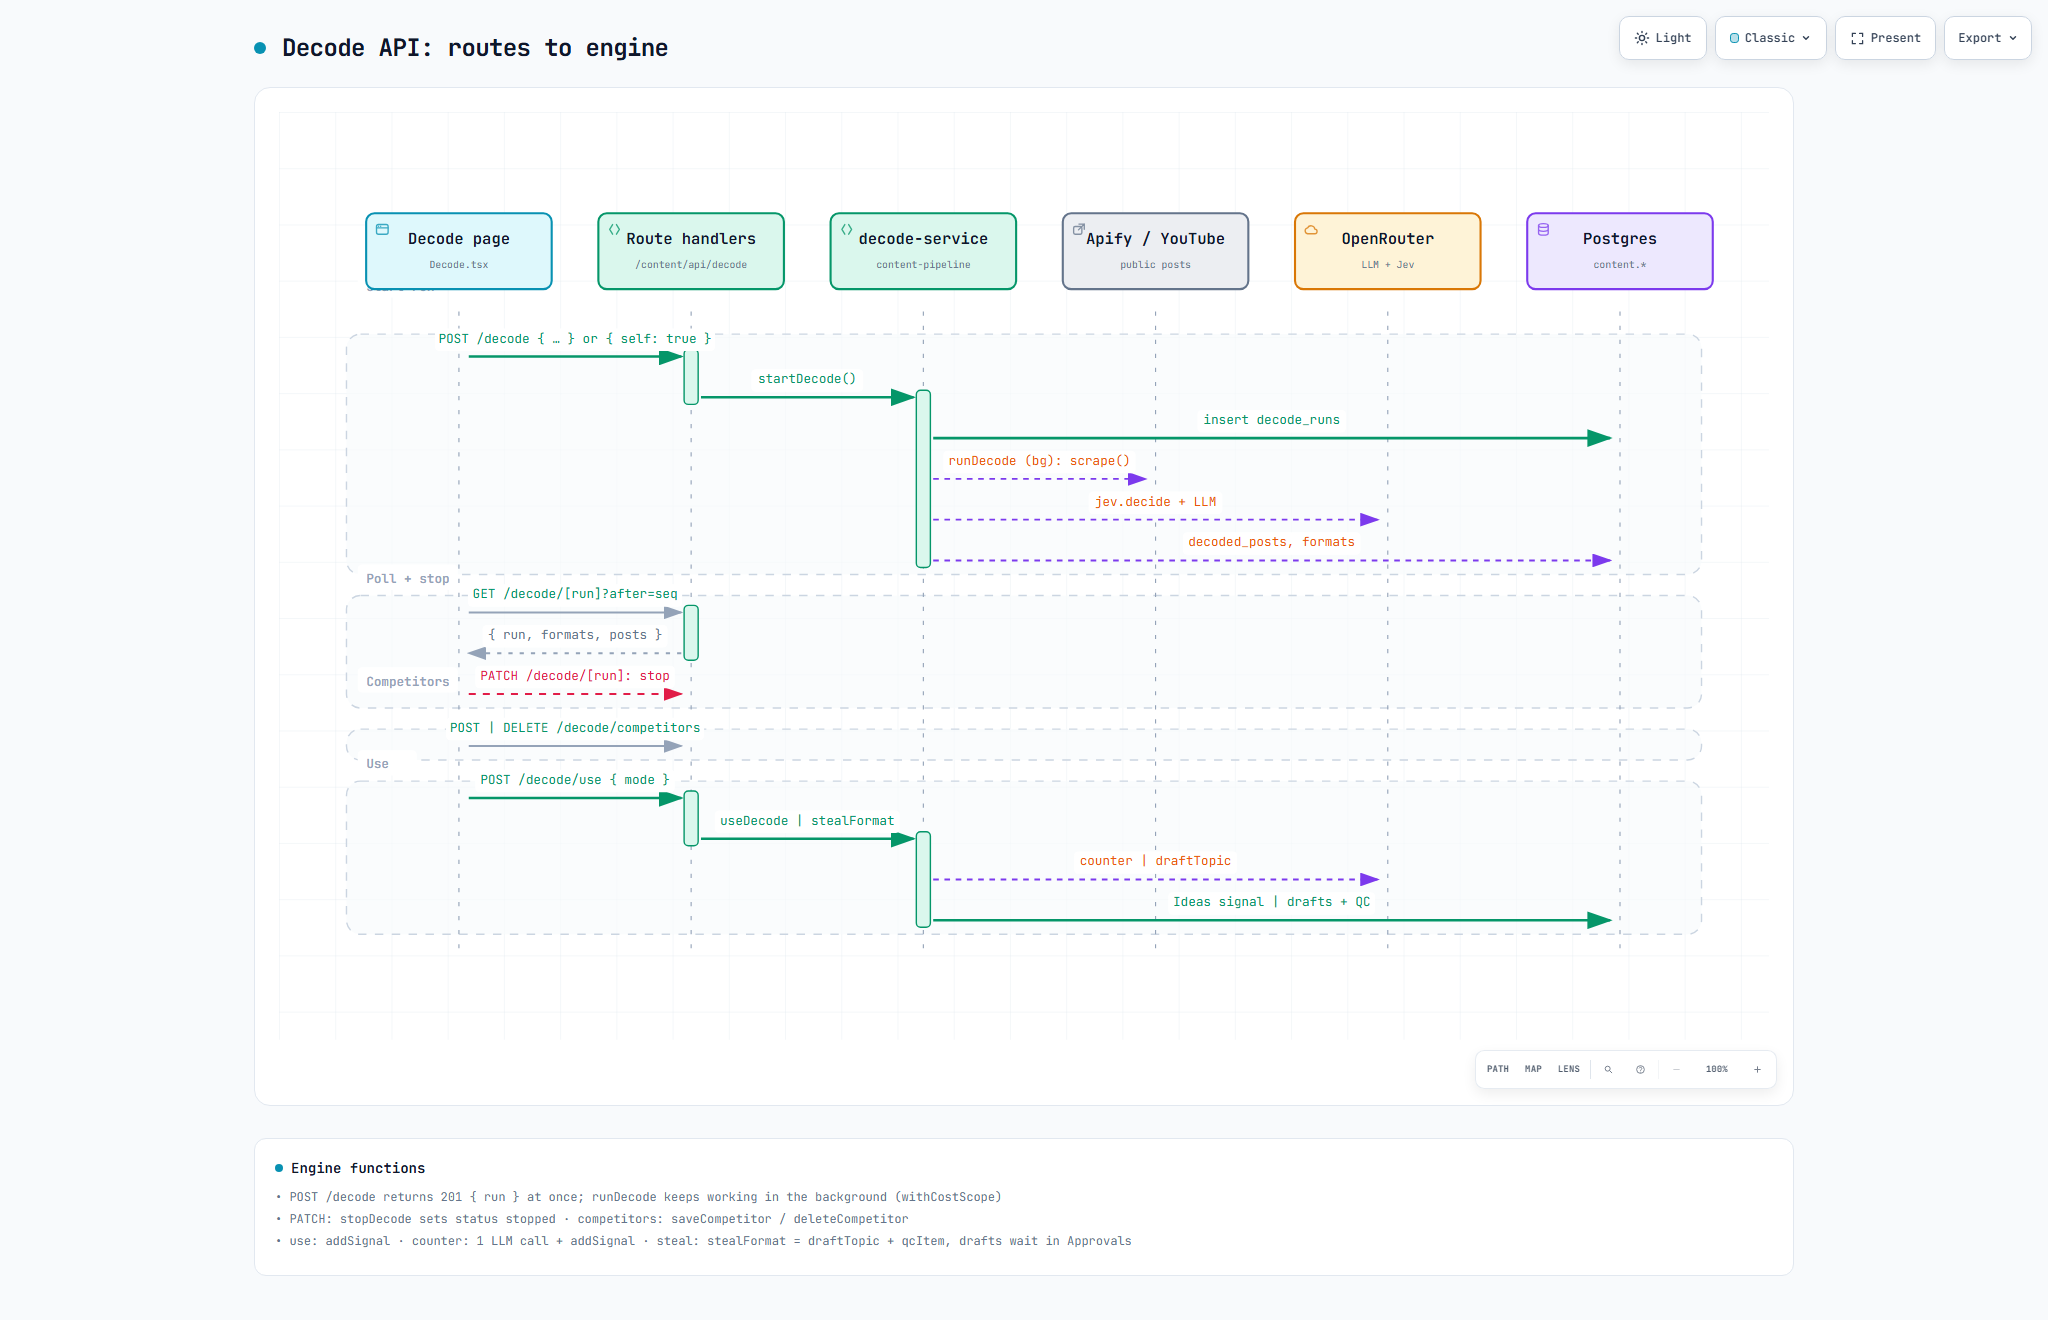 Decode API: routes to engine
Light
Classic
Present
Export
Decode page
Decode.tsx
Route handlers
/content/api/decode
decode-service
content-pipeline
Apify / YouTube
public posts
OpenRouter
LLM + Jev
Postgres
content.*
POST /decode { … } or { self: true }
startDecode()
insert decode_runs
runDecode (bg): scrape()
jev.decide + LLM
decoded_posts, formats
Poll + stop
GET /decode/[run]?after=seq
{ run, formats, posts }
PATCH /decode/[run]: stop
Competitors
POST | DELETE /decode/competitors
Use
POST /decode/use { mode }
useDecode | stealFormat
counter | draftTopic
Ideas signal | drafts + QC
PATH MAP LENS 100%
Engine functions
• POST /decode returns 201 { run } at once; runDecode keeps working in the background (withCostScope)
• PATCH: stopDecode sets status stopped · competitors: saveCompetitor / deleteCompetitor
• use: addSignal · counter: 1 LLM call + addSignal · steal: stealFormat = draftTopic + qcItem, drafts wait in Approvals